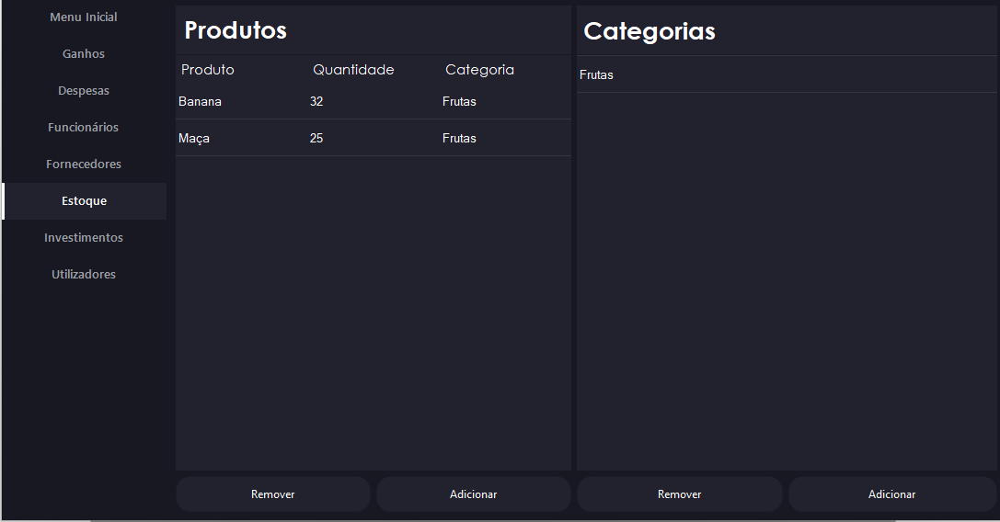 Menu Inicial
Ganhos
Despesas
Funcionários
Fornecedores
Estoque
Investimentos
Utilizadores
Produtos
Produto Quantidade Categoria
Banana 32 Frutas
Maça 25 Frutas
Remover Adicionar
Categorias
Frutas
Remover Adicionar